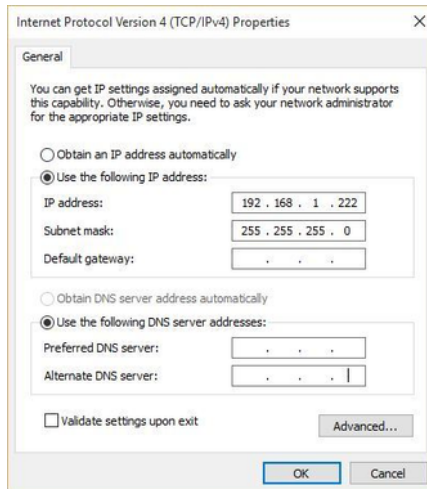 Internet Protocol Version 4 (TCP/IPv4) Properties
General
You can get IP settings assigned automatically if your network supports
this capability. Otherwise, you need to ask your network administrator
for the appropriate IP settings.
Obtain an IP address automatically
Use the following IP address:
IP address: 192 . 168 . 1 . 222
Subnet mask: 255 . 255 . 255 . 0
Default gateway: . . .
Obtain DNS server address automatically
Use the following DNS server addresses:
Preferred DNS server: . . .
Alternate DNS server: . . .
Validate settings upon exit
Advanced...
OK Cancel